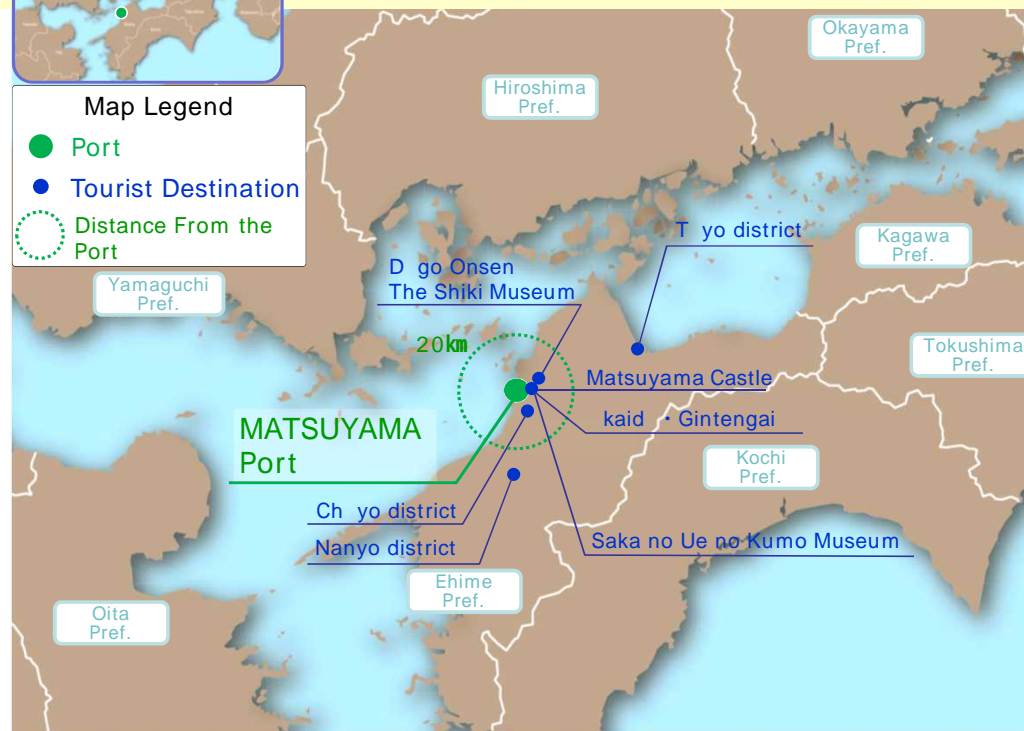 Okayama
Pref.
Hiroshima
Pref.
Map Legend
Port
Tourist Destination
Distance From the
Port
T yo district
Kagawa
Pref.
D go Onsen
The Shiki Museum
Yamaguchi
Pref.
20km
Tokushima
Pref.
Matsuyama Castle
kaid ・Gintengai
MATSUYAMA
Port
Kochi
Pref.
Ch yo district
Nanyo district
Saka no Ue no Kumo Museum
Ehime
Pref.
Oita
Pref.